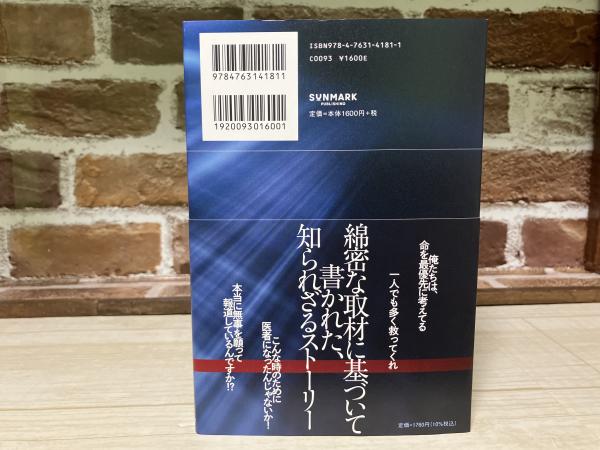 ISBN978-4-7631-4181-1
C0093 ¥1600E
9784763141811
SUNMARK
PUBLISHING
1920093016001
定価=本体1600円+税
俺たちは、
命を最優先に考えてる
一人でも多く救ってくれ
綿密な取材に基づいて
書かれた、
知られざるストーリー
こんな時のために
医者になったんじゃないか!
本当に無事を願って
報道しているんですか!?
定価=1760円(10%税込)